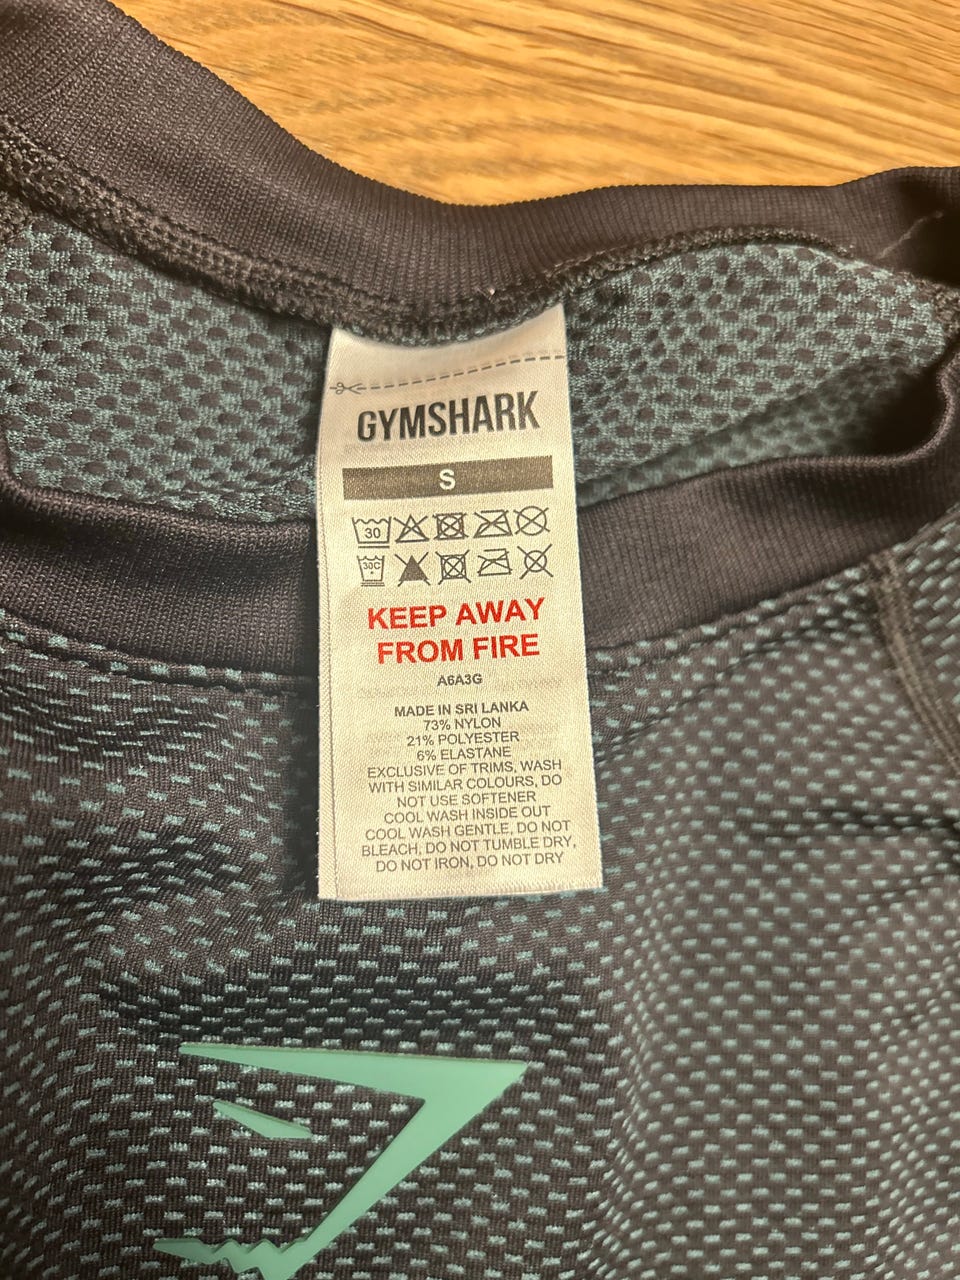 GYMSHARK
S
30
30C
KEEP AWAY
FROM FIRE
A6A3G
MADE IN SRI LANKA
73% NYLON
21% POLYESTER
6% ELASTANE
EXCLUSIVE OF TRIMS, WASH
WITH SIMILAR COLOURS, DO
NOT USE SOFTENER
COOL WASH INSIDE OUT
COOL WASH GENTLE, DO NOT
BLEACH, DO NOT TUMBLE DRY,
DO NOT IRON, DO NOT DRY